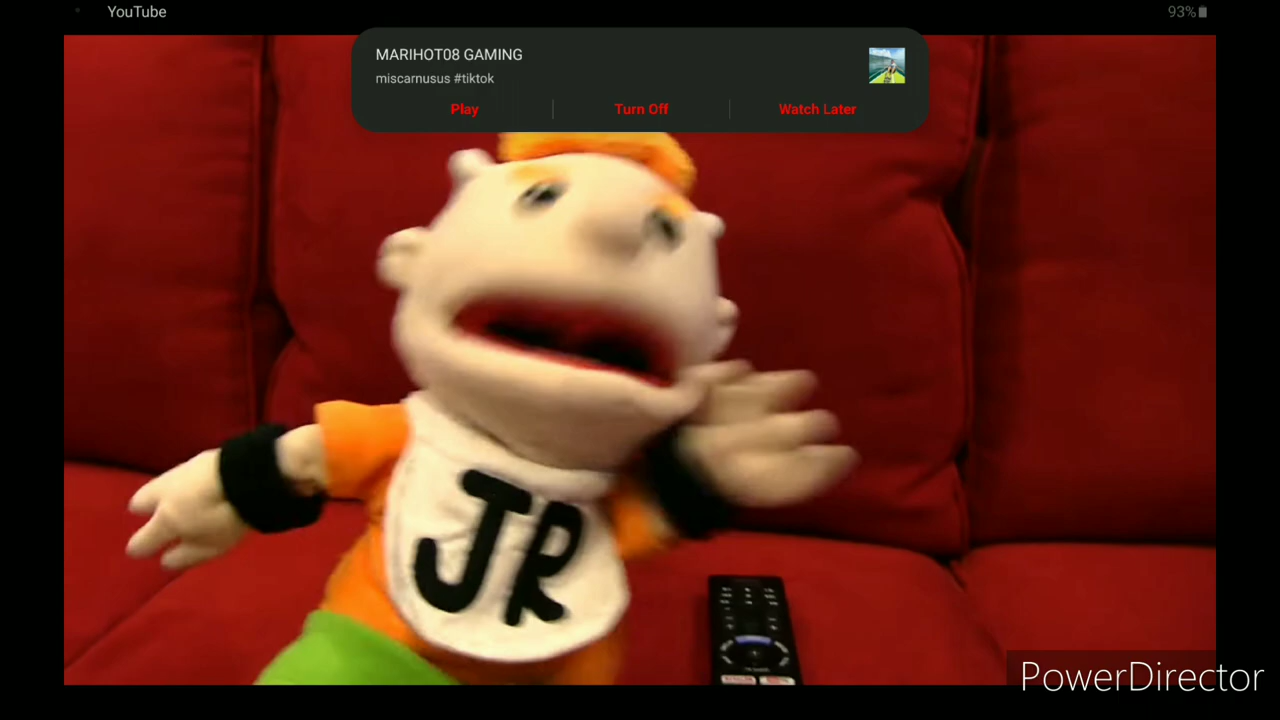 YouTube
93%
MARIHOT08 GAMING
miscarnusus #tiktok
Play
Turn Off
Watch Later
JR
PowerDirector